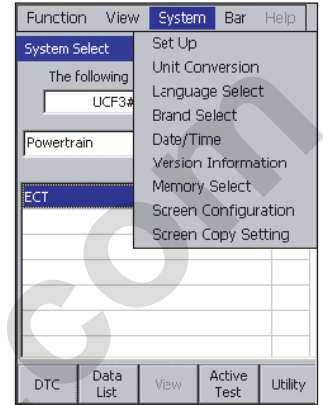 Function View System Bar Help
System Select
Set Up
Unit Conversion
The following
Language Select
UCF3#
Brand Select
Powertrain
Date/Time
Version Information
Memory Select
ECT
Screen Configuration
Screen Copy Setting
DTC
Data
List
View
Active
Test
Utility
com